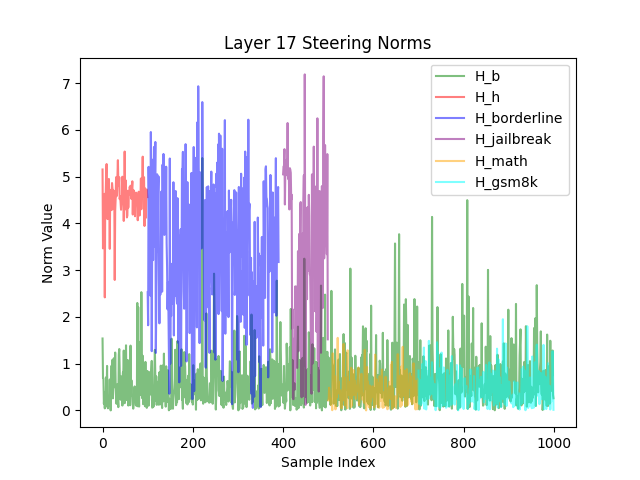 Layer 17 Steering Norms
H_b
H_h
H_borderline
H_jailbreak
H_math
H_gsm8k
Norm Value
7
6
5
4
3
2
1
0
0
200
400
600
800
1000
Sample Index